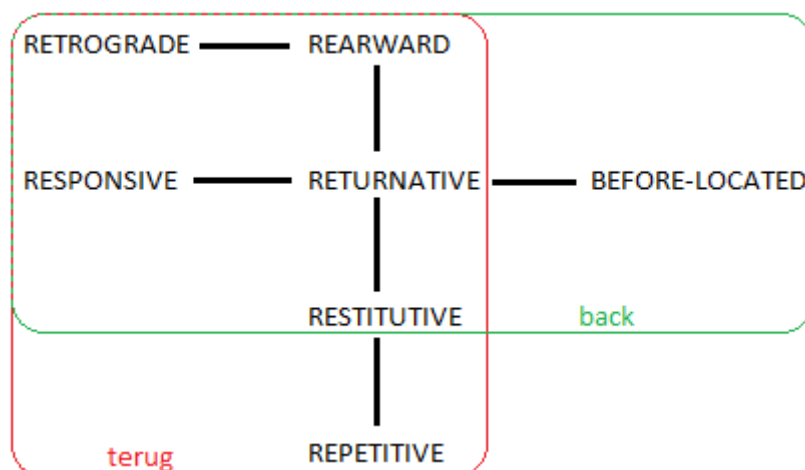 RETROGRADE REARWARD
RESPONSIVE RETURNATIVE BEFORE-LOCATED
RESTITUTIVE back
terug REPETITIVE